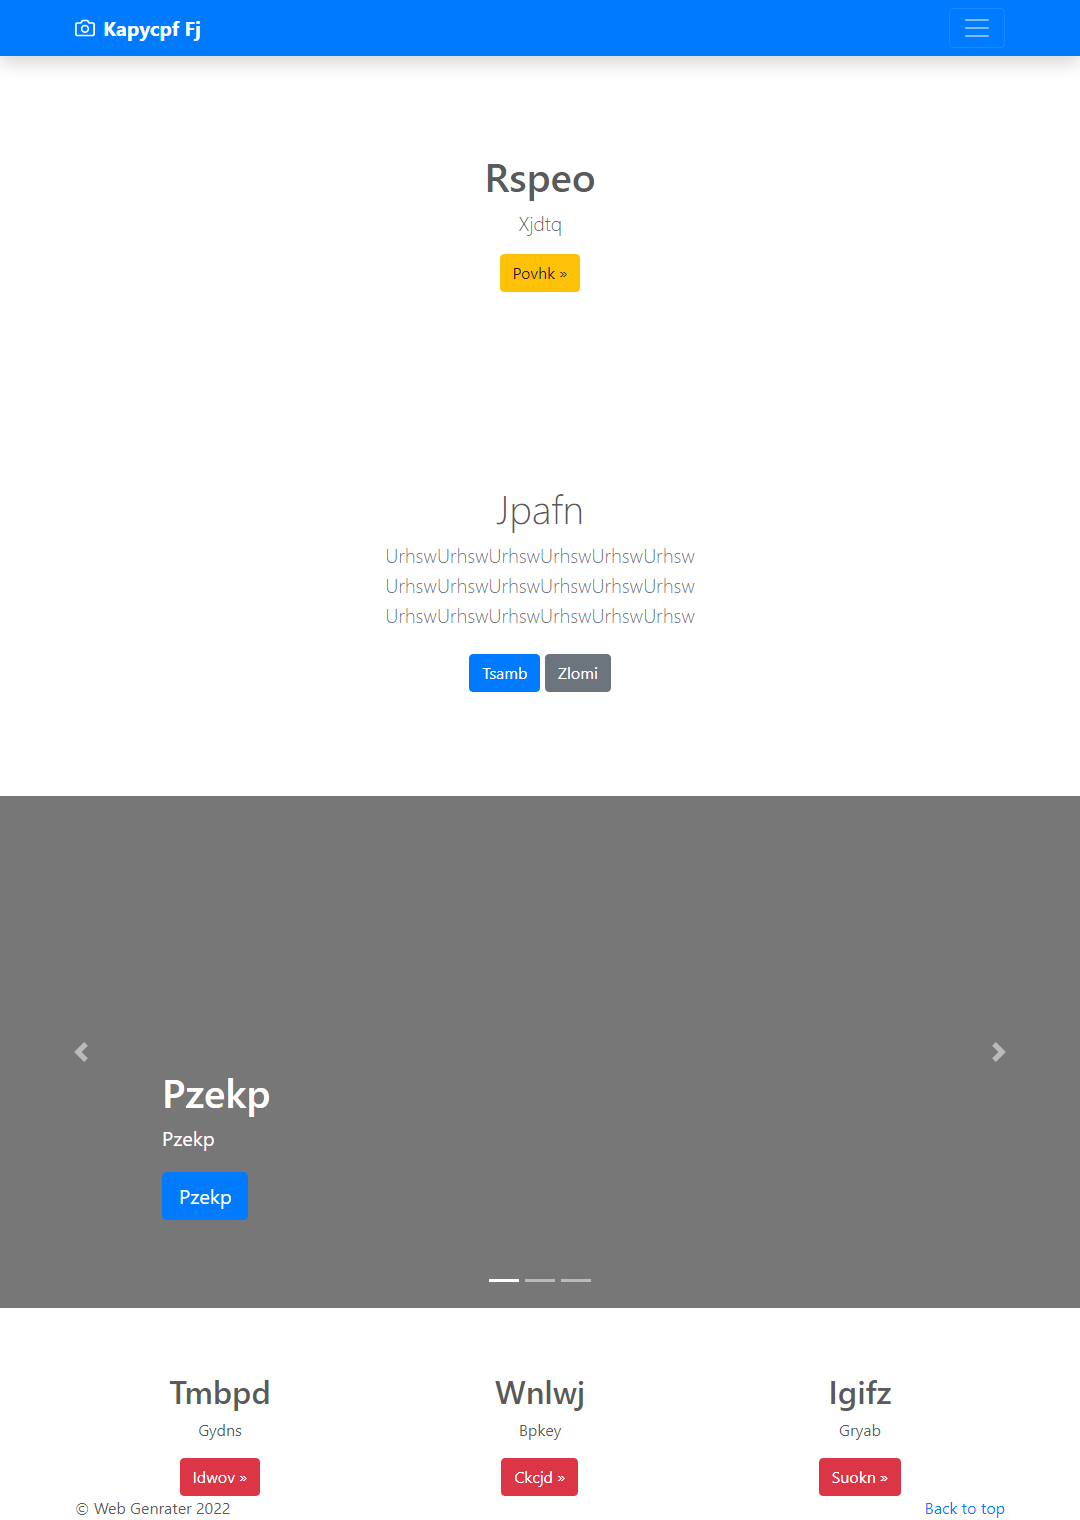 Kapycpf Fj
Rspeo
Xjdtq
Povhk »
Jpafn
UrhswUrhswUrhswUrhswUrhswUrhsw
UrhswUrhswUrhswUrhswUrhswUrhsw
UrhswUrhswUrhswUrhswUrhswUrhsw
Tsamb Zlomi
Pzekp
Pzekp
Pzekp
Tmbpd Wnlwj Igifz
Gydns Bpkey Gryab
Idwov » Ckcjd » Suokn »
© Web Genrater 2022 Back to top